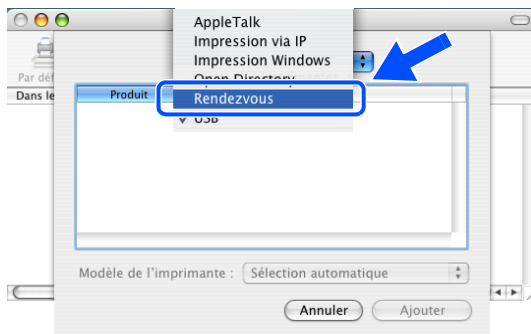 AppleTalk
Impression via IP
Impression Windows
Open Directory
Par déf
Dans le
Produit
Rendezvous
USB
Modèle de l'imprimante : Sélection automatique
Annuler Ajouter